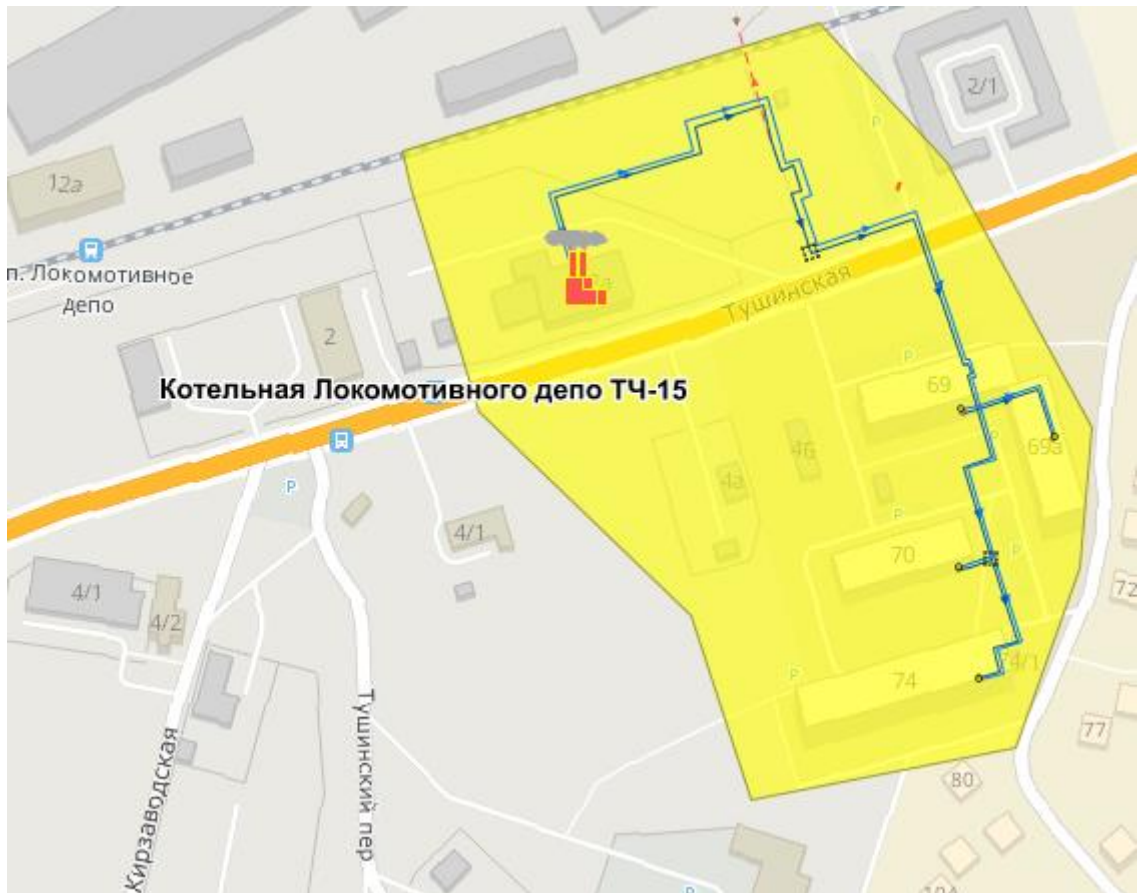 2/1
12а
п. Локомотивное
депо
2
Тушинская
Котельная Локомотивного депо ТЧ-15
Р
Р
69
69а
Р
4а
4б
Р
4/1
70
Р
4/1
4/2
72
74
74/1
Р
77
80
Кирзаводская
Тушинский пер
Р